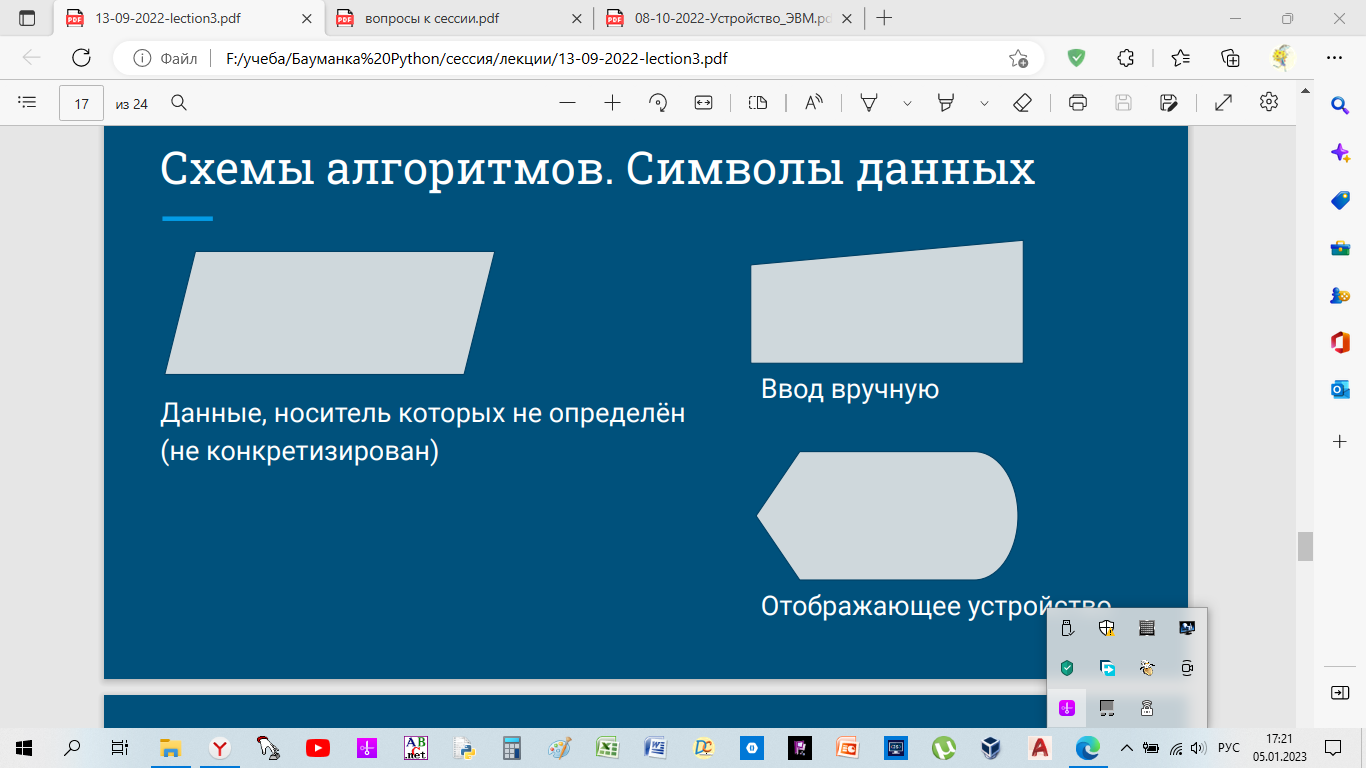 13-09-2022-lection3.pdf
вопросы к сессии.pdf
08-10-2022-Устройство_ЭВМ.pd
Файл
F:/учеба/Бауманка%20Python/сессия/лекции/13-09-2022-lection3.pdf
17
из 24
Схемы алгоритмов. Символы данных
Данные, носитель которых не определён
(не конкретизирован)
Ввод вручную
Отображающее устройство
РУС
17:21
05.01.2023